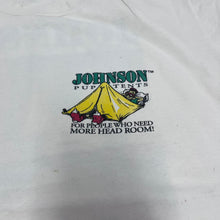 JOHNSON™
PUP TENTS
FOR PEOPLE WHO NEED
MORE HEAD ROOM!